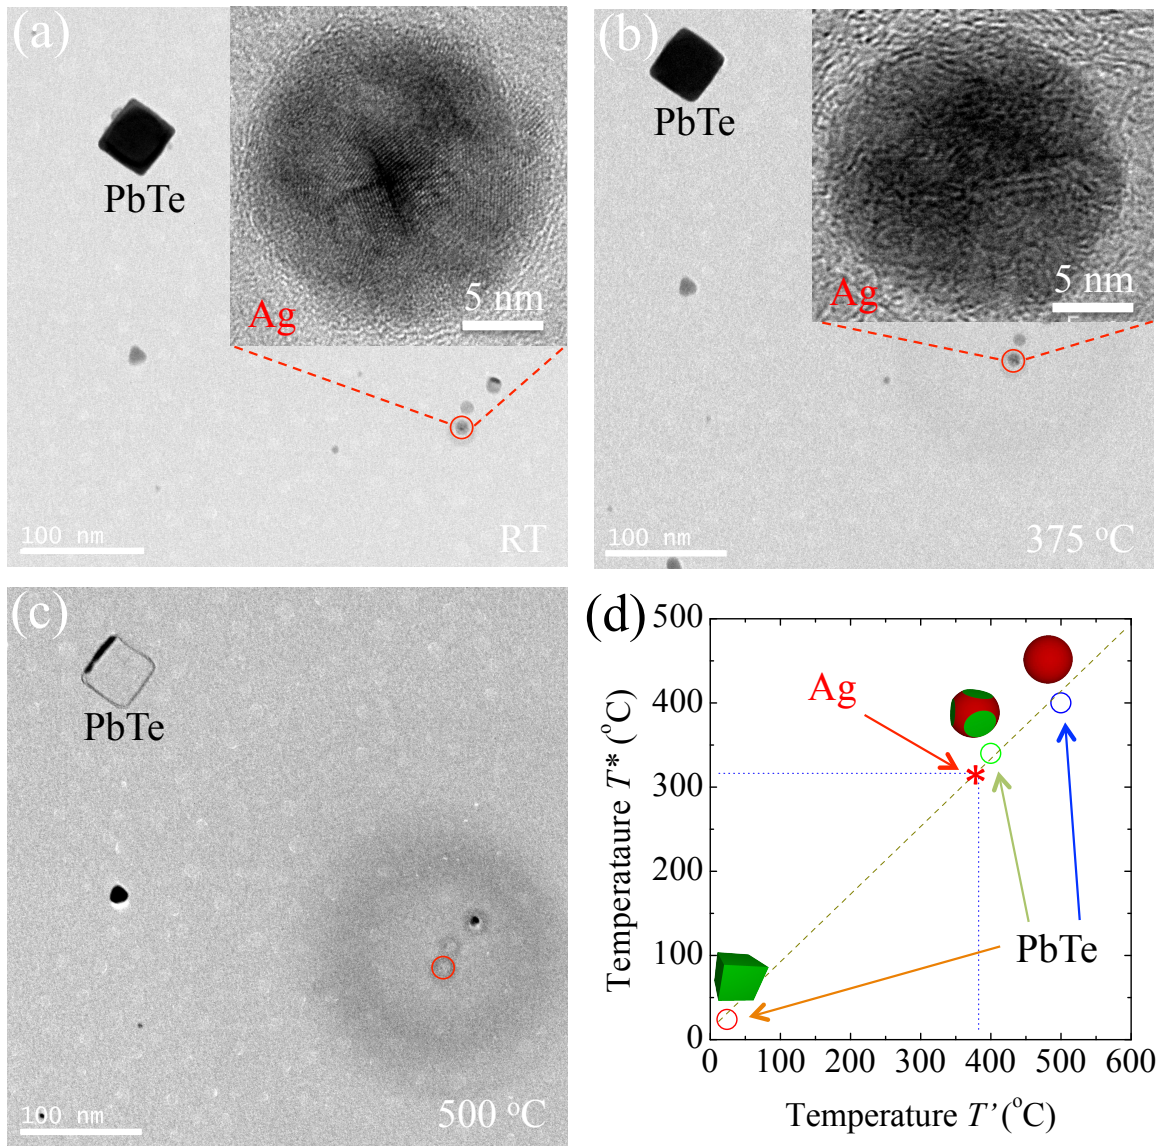 (a)
PbTe
Ag
5 nm
100 nm
RT
(b)
PbTe
Ag
5 nm
100 nm
375 °C
(c)
PbTe
100 nm
500 °C
(d)
500
400
300
200
100
0
Temperataure T* (°C)
Ag
PbTe
0 100 200 300 400 500 600
Temperature T’ (°C)